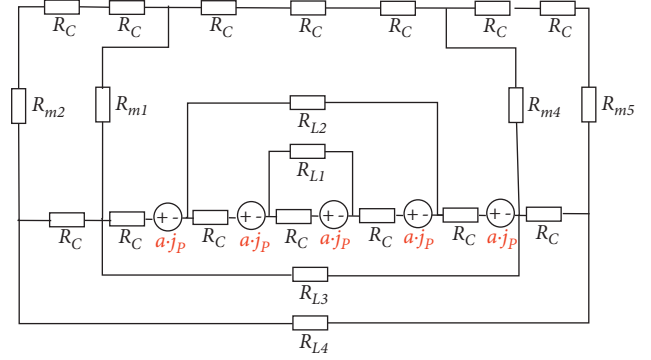 R_C R_C R_C R_C R_C R_C R_C
R_m2 R_m1 R_m4 R_m5
R_L2
R_L1
+ - + - + - + - + -
R_C R_C a·j_P R_C a·j_P R_C a·j_P R_C a·j_P R_C a·j_P R_C
R_L3
R_L4